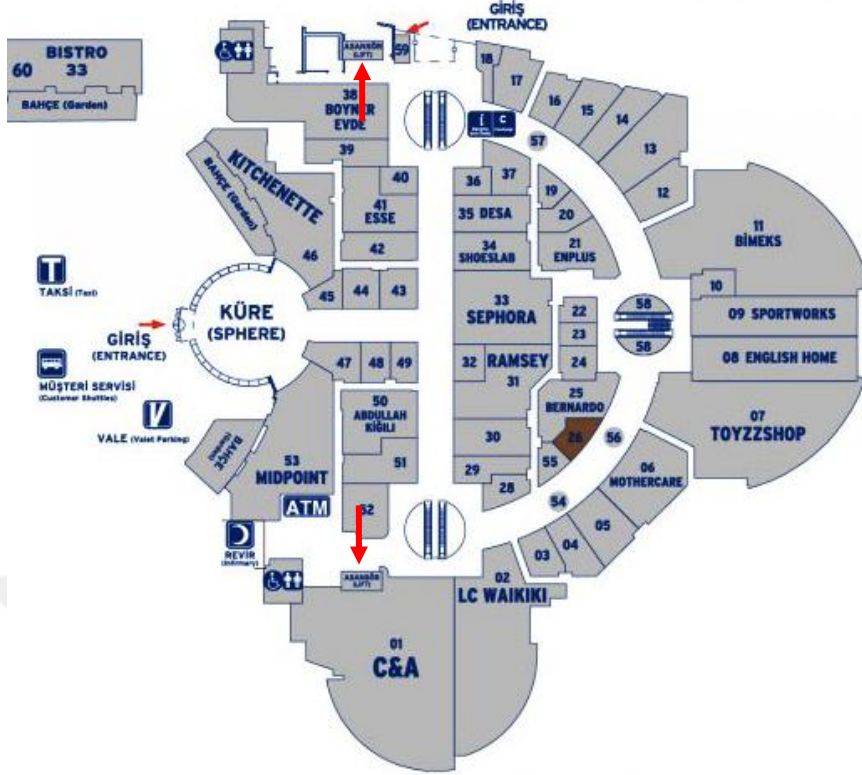 GİRİŞ
(ENTRANCE)
BISTRO
60 33
BAHÇE (Garden)
ASANSÖR
(LIFT)
59
18
17
16
15
14
13
12
38
BOYNER
EVDE
39
i
C
57
KITCHENETTE
BAHÇE (Garden)
46
40
41
ESSE
42
36
37
35 DESA
34
SHOESLAB
19
20
21
ENPLUS
11
BİMEKS
10
T
TAKSİ (Taxi)
45
44
43
KÜRE
(SPHERE)
GİRİŞ
(ENTRANCE)
33
SEPHORA
22
23
24
58
58
09 SPORTWORKS
08 ENGLISH HOME
MÜŞTERİ SERVİSİ
(Customer Shuttles)
V
VALE (Valet Parking)
47
48
49
32
RAMSEY
31
50
ABDULLAH
KİĞILI
51
25
BERNARDO
26
56
07
TOYZZSHOP
BAHÇE
(Garden)
53
MIDPOINT
ATM
52
30
29
28
55
54
06
MOTHERCARE
05
04
03
REVİR
(Infirmary)
ASANSÖR
(LIFT)
02
LC WAIKIKI
01
C&A